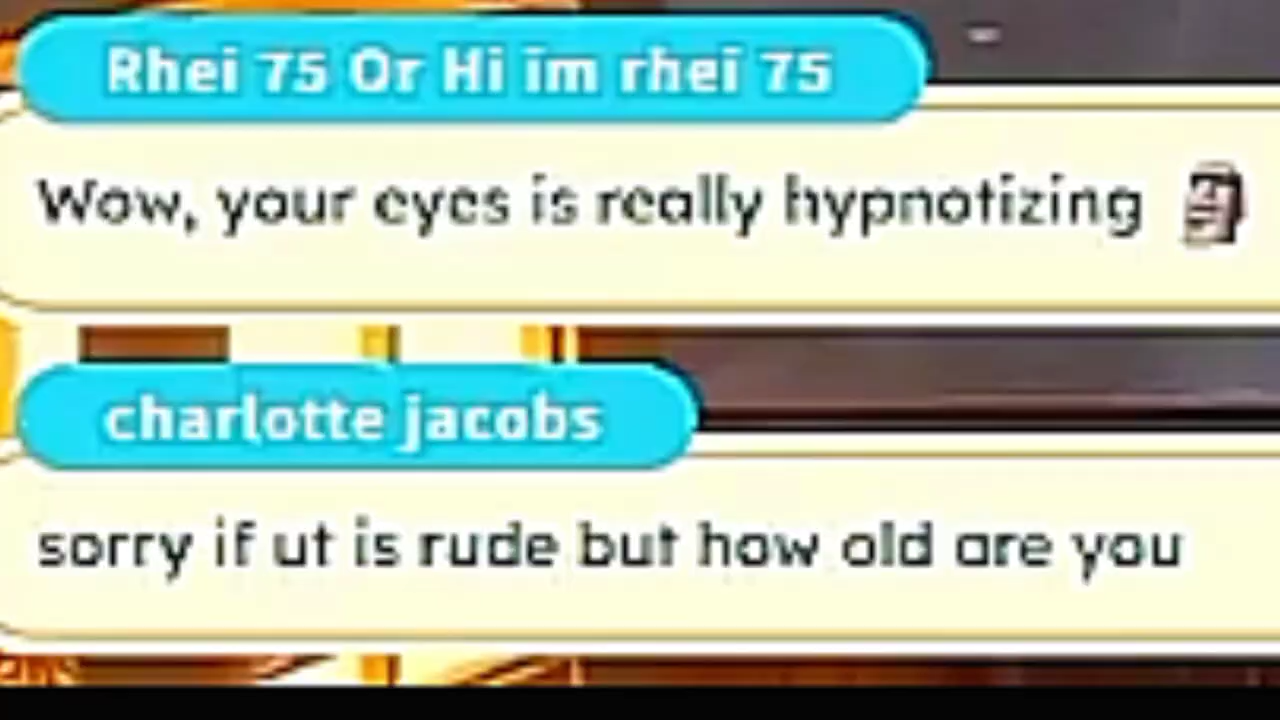 Rhei 75 Or Hi im rhei 75
Wow, your eyes is really hypnotizing 🗿
charlotte jacobs
sorry if ut is rude but how old are you